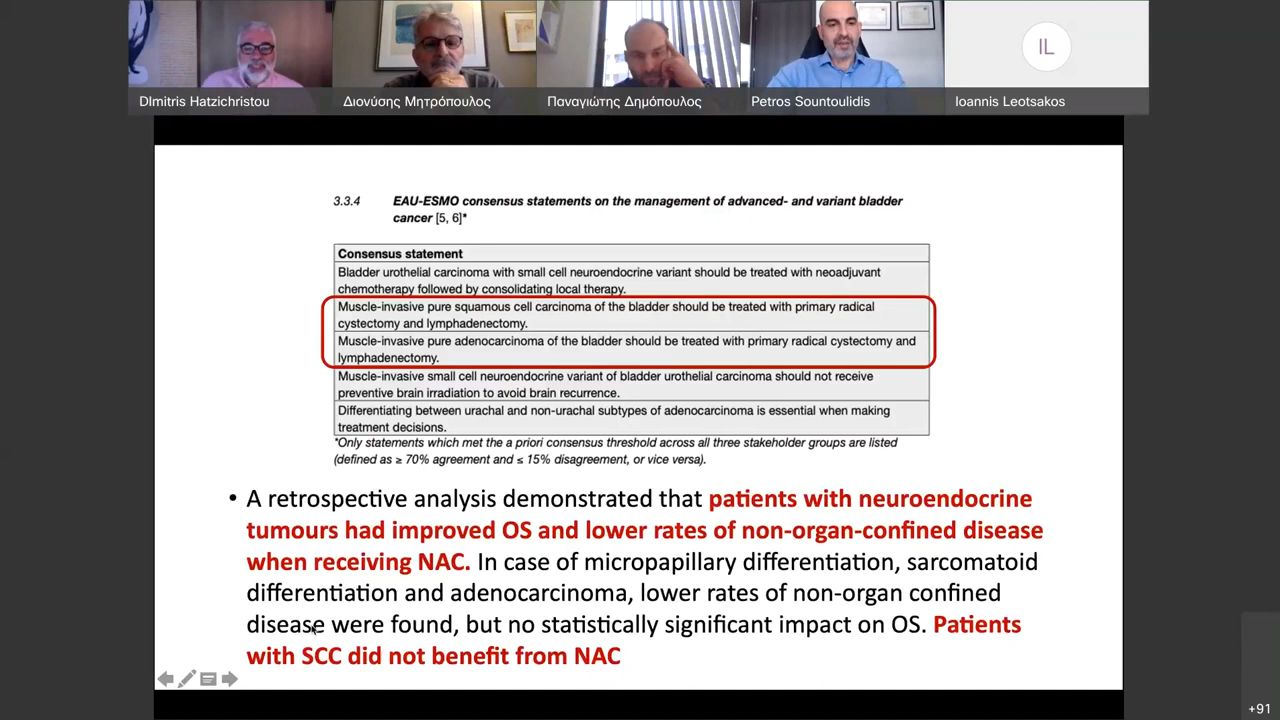 IL
DImitris Hatzichristou
Διονύσης Μητρόπουλος
Παναγιώτης Δημόπουλος
Petros Sountoulidis
Ioannis Leotsakos
3.3.4 EAU-ESMO consensus statements on the management of advanced- and variant bladder
cancer [5, 6]*
Consensus statement
Bladder urothelial carcinoma with small cell neuroendocrine variant should be treated with neoadjuvant
chemotherapy followed by consolidating local therapy.
Muscle-invasive pure squamous cell carcinoma of the bladder should be treated with primary radical
cystectomy and lymphadenectomy.
Muscle-invasive pure adenocarcinoma of the bladder should be treated with primary radical cystectomy and
lymphadenectomy.
Muscle-invasive small cell neuroendocrine variant of bladder urothelial carcinoma should not receive
preventive brain irradiation to avoid brain recurrence.
Differentiating between urachal and non-urachal subtypes of adenocarcinoma is essential when making
treatment decisions.
*Only statements which met the a priori consensus threshold across all three stakeholder groups are listed
(defined as ≥ 70% agreement and ≤ 15% disagreement, or vice versa).
• A retrospective analysis demonstrated that patients with neuroendocrine
tumours had improved OS and lower rates of non-organ-confined disease
when receiving NAC. In case of micropapillary differentiation, sarcomatoid
differentiation and adenocarcinoma, lower rates of non-organ confined
disease were found, but no statistically significant impact on OS. Patients
with SCC did not benefit from NAC
+91